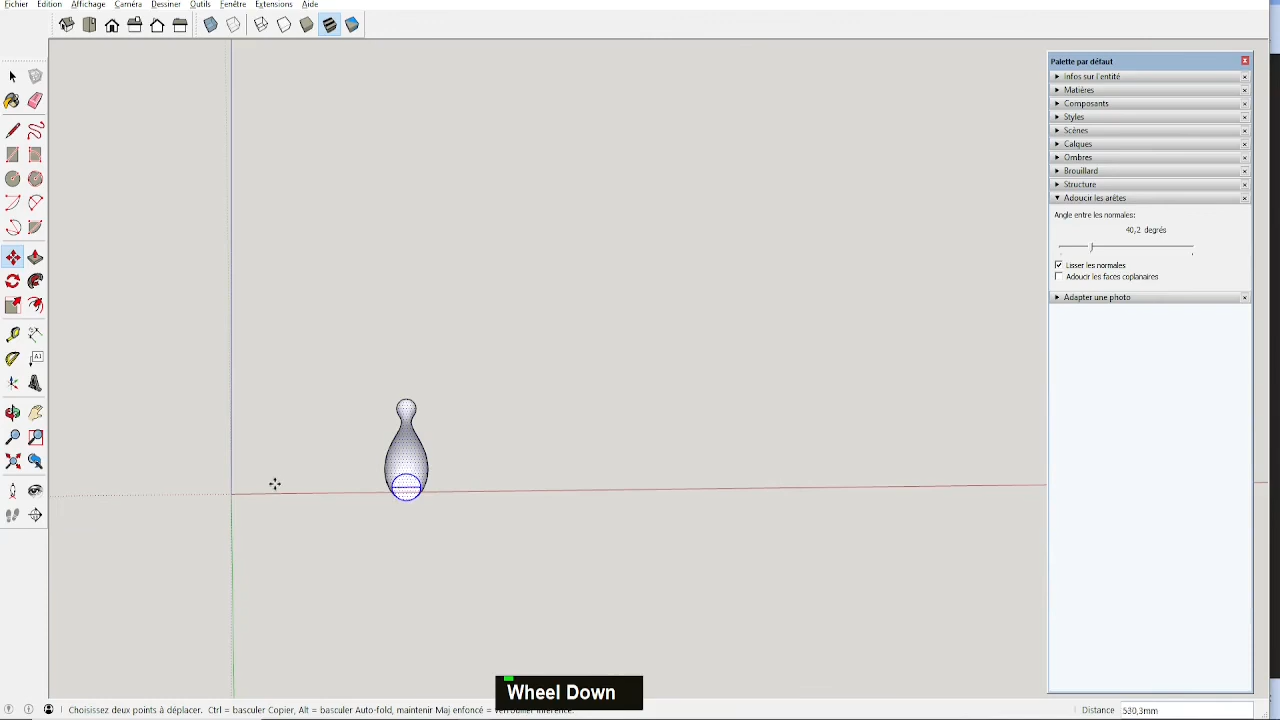 Fichier Edition Affichage Caméra Dessiner Outils Fenêtre Extensions Aide
Palette par défaut
Infos sur l'entité
Matières
Composants
Styles
Scènes
Calques
Ombres
Brouillard
Structure
Adoucir les arêtes
Angle entre les normales:
40,2 degrés
Lisser les normales
Adoucir les faces coplanaires
Adapter une photo
A1
Wheel Down
Choisissez deux points à déplacer. Ctrl = basculer Copier, Alt = basculer Auto-fold, maintenir Maj enfoncé =
Distance 530,3mm